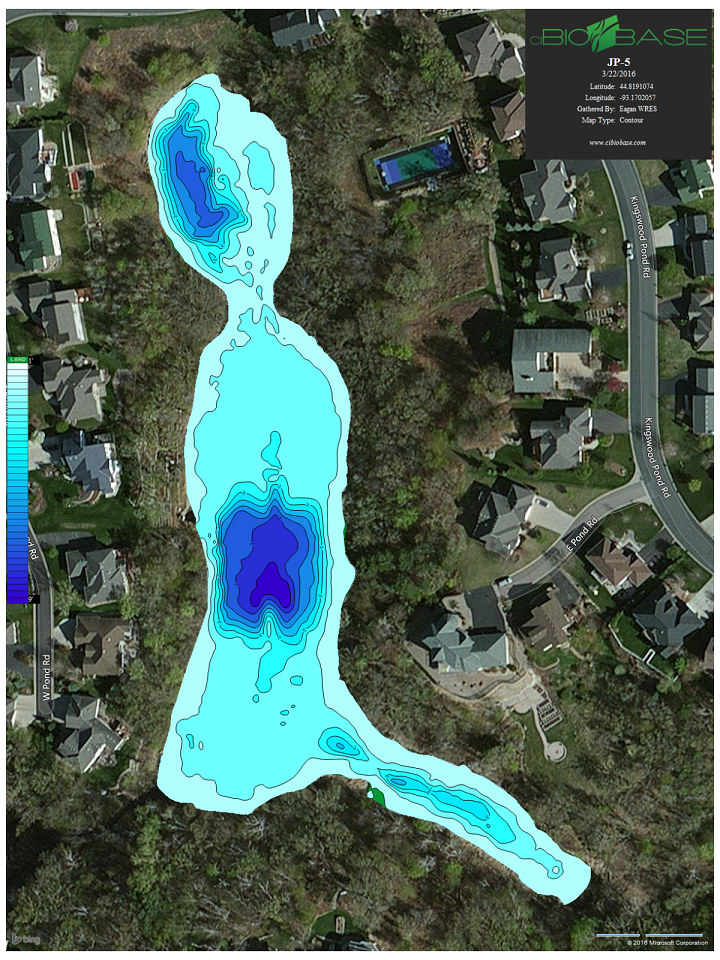 ciBIOBASE
JP-5
3/22/2016
Latitude: 44.8191074
Longitude: -93.1702057
Gathered By: Eagan WRES
Map Type: Contour
www.cibiobase.com
Kingswood Pond Rd
LAND
1'
Kingswood Pond Rd
E Pond Rd
Rd
9'
W Pond Rd
bing
© 2016 Microsoft Corporation